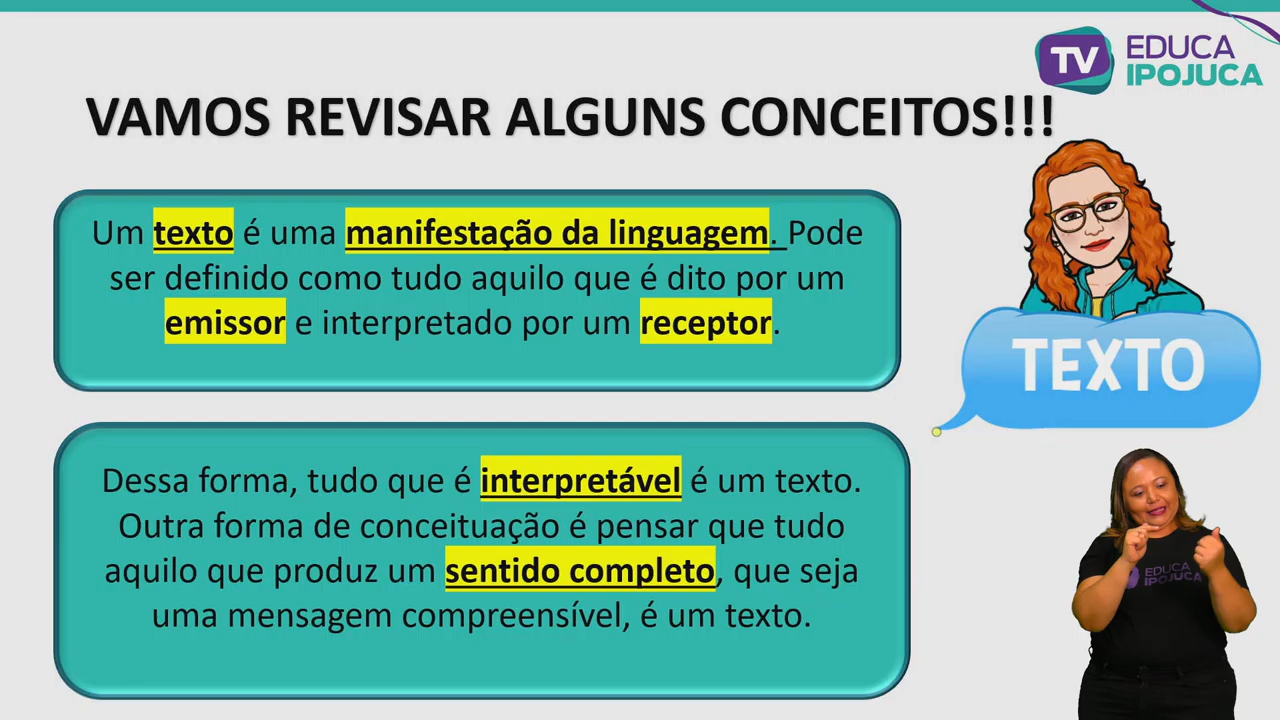 TV EDUCA
IPOJUCA
VAMOS REVISAR ALGUNS CONCEITOS!!!
Um texto é uma manifestação da linguagem. Pode
ser definido como tudo aquilo que é dito por um
emissor e interpretado por um receptor.
TEXTO
Dessa forma, tudo que é interpretável é um texto.
Outra forma de conceituação é pensar que tudo
aquilo que produz um sentido completo, que seja
uma mensagem compreensível, é um texto.
EDUCA
IPOJUCA